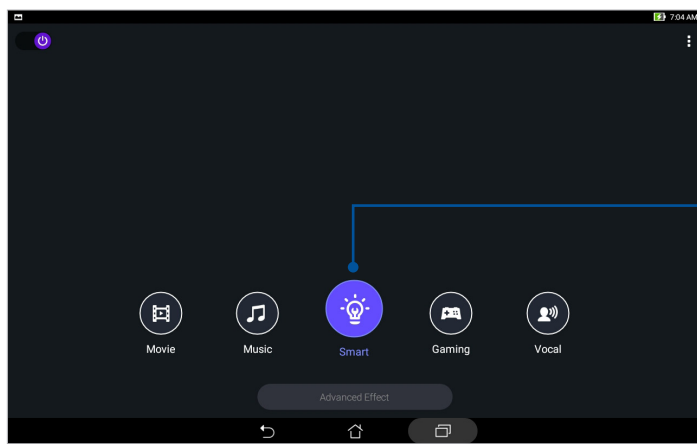 7:04 AM
Movie
Music
Smart
Gaming
Vocal
Advanced Effect